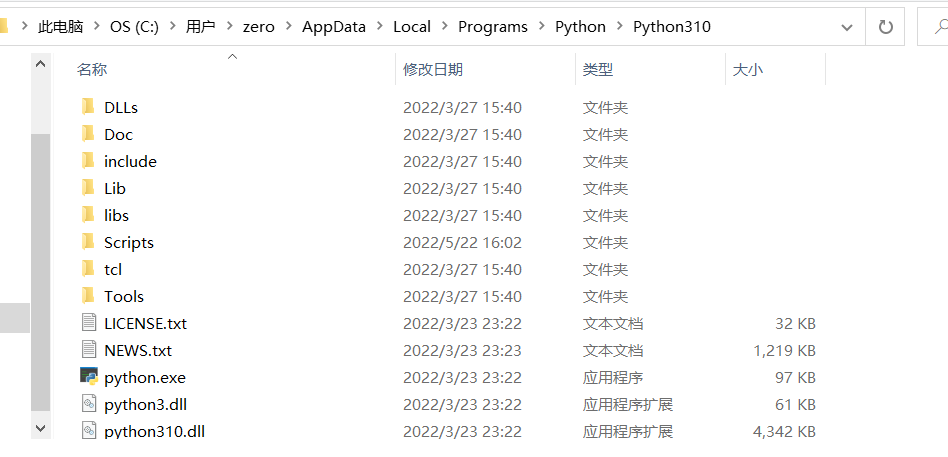 此电脑 > OS (C:) > 用户 > zero > AppData > Local > Programs > Python > Python310
名称 修改日期 类型 大小
DLLs 2022/3/27 15:40 文件夹
Doc 2022/3/27 15:40 文件夹
include 2022/3/27 15:40 文件夹
Lib 2022/3/27 15:40 文件夹
libs 2022/3/27 15:40 文件夹
Scripts 2022/5/22 16:02 文件夹
tcl 2022/3/27 15:40 文件夹
Tools 2022/3/27 15:40 文件夹
LICENSE.txt 2022/3/23 23:22 文本文档 32 KB
NEWS.txt 2022/3/23 23:23 文本文档 1,219 KB
python.exe 2022/3/23 23:22 应用程序 97 KB
python3.dll 2022/3/23 23:22 应用程序扩展 61 KB
python310.dll 2022/3/23 23:22 应用程序扩展 4,342 KB